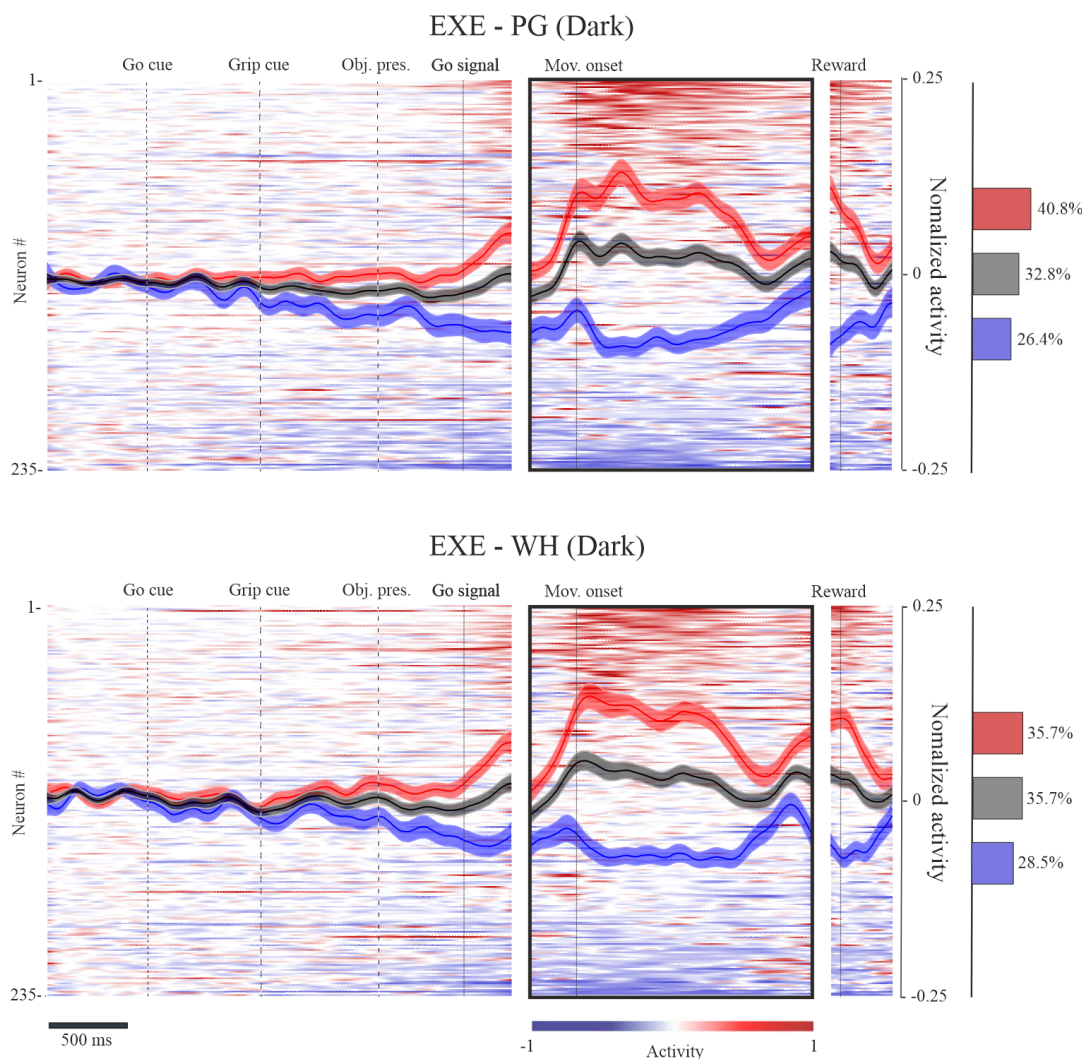 EXE - PG (Dark)
Go cue Grip cue Obj. pres. Go signal Mov. onset Reward
1-
Neuron #
235-
0.25
0
-0.25
Nomalized activity
40.8%
32.8%
26.4%
EXE - WH (Dark)
Go cue Grip cue Obj. pres. Go signal Mov. onset Reward
1-
Neuron #
235-
0.25
0
-0.25
Nomalized activity
35.7%
35.7%
28.5%
500 ms
-1 1
Activity